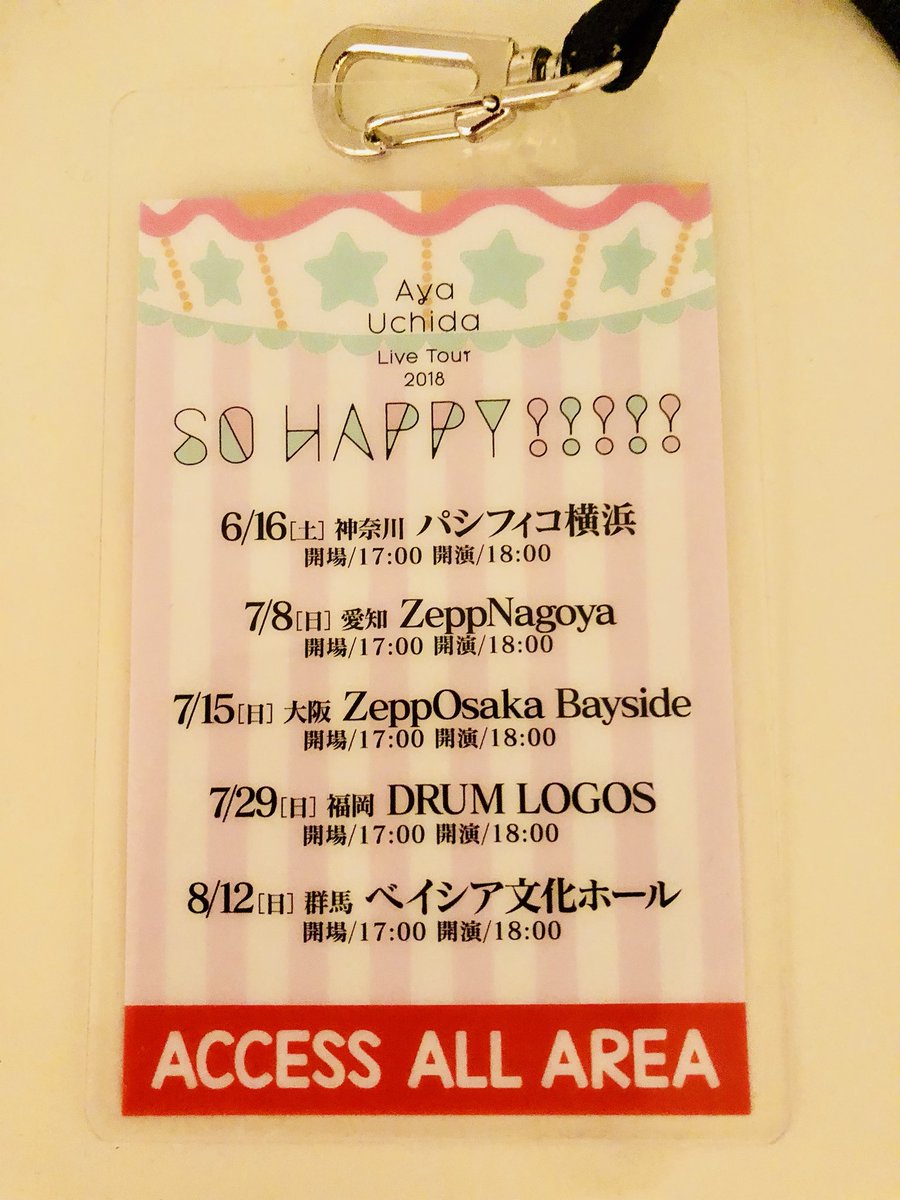 Aya
Uchida
Live Tour
2018
SO HAPPY!!!!!
6/16[土] 神奈川 パシフィコ横浜
開場/17:00 開演/18:00
7/8[日] 愛知 ZeppNagoya
開場/17:00 開演/18:00
7/15[日] 大阪 ZeppOsaka Bayside
開場/17:00 開演/18:00
7/29[日] 福岡 DRUM LOGOS
開場/17:00 開演/18:00
8/12[日] 群馬 ベイシア文化ホール
開場/17:00 開演/18:00
ACCESS ALL AREA